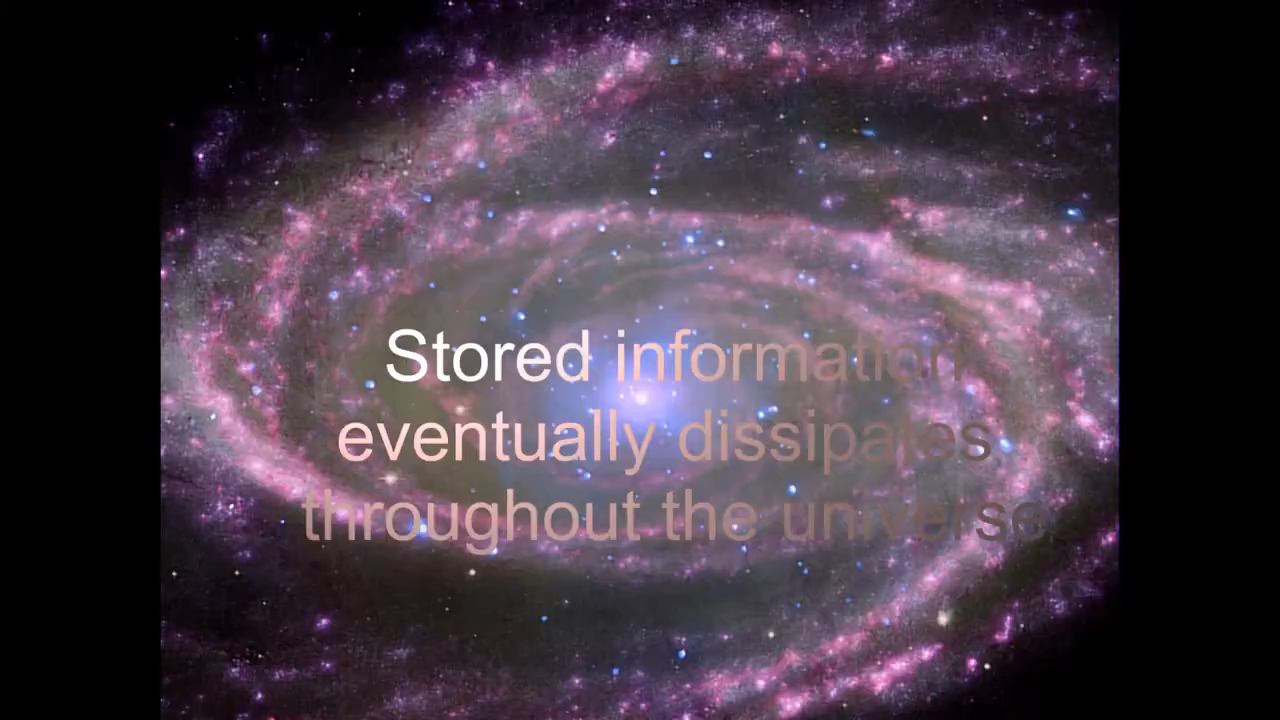 Stored information
eventually dissipates
throughout the universe.